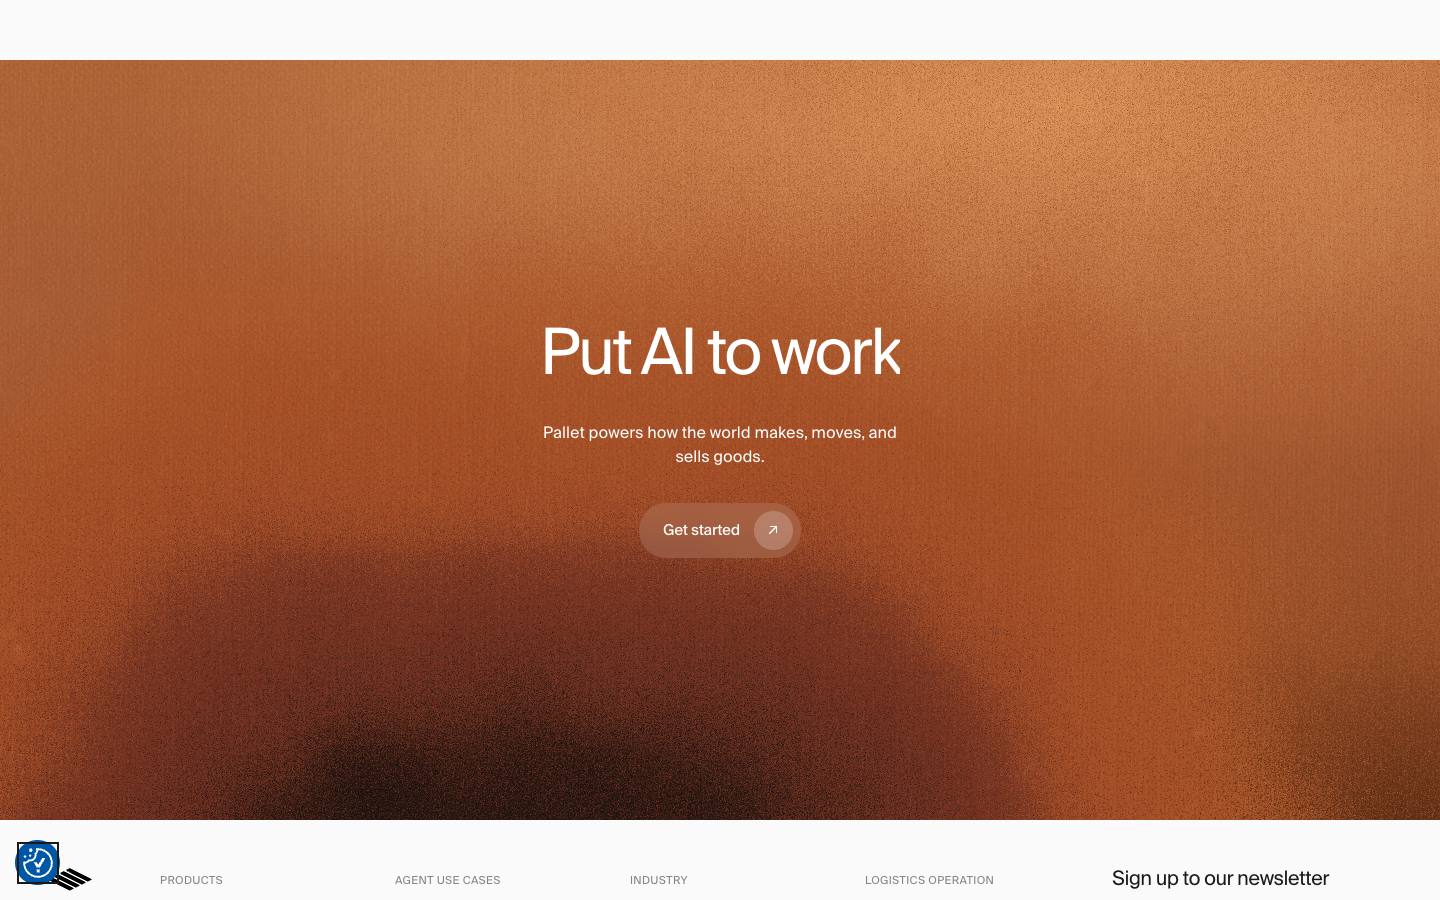 Put AI to work
Pallet powers how the world makes, moves, and
sells goods.
Get started
PRODUCTS
AGENT USE CASES
INDUSTRY
LOGISTICS OPERATION
Sign up to our newsletter